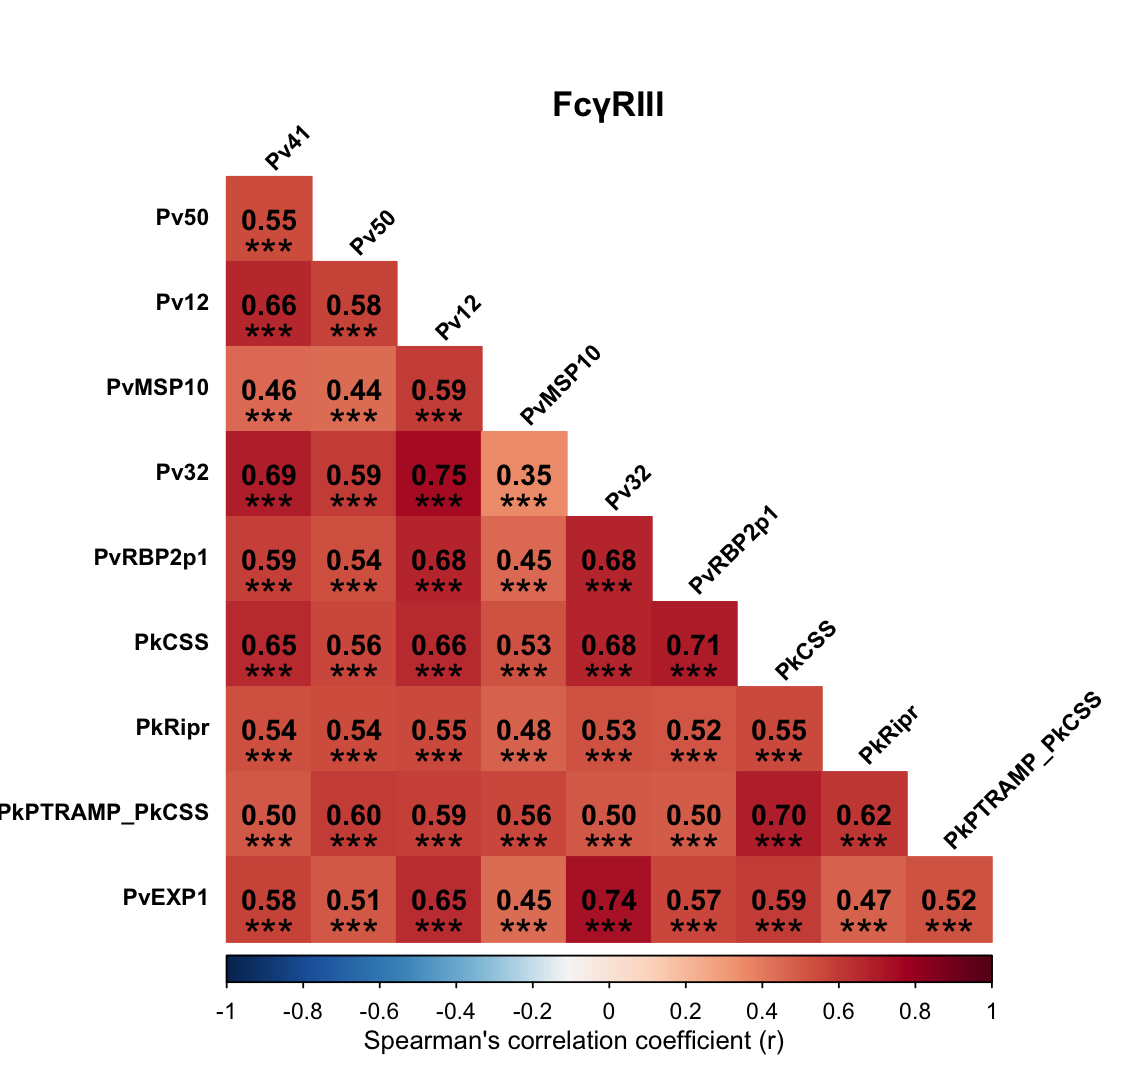 FcγRIII
Pv41
Pv50
0.55
***
Pv50
Pv12
0.66 0.58
*** ***
Pv12
PvMSP10
0.46 0.44 0.59
*** *** ***
PvMSP10
Pv32
0.69 0.59 0.75 0.35
*** *** *** ***
Pv32
PvRBP2p1
0.59 0.54 0.68 0.45 0.68
*** *** *** *** ***
PvRBP2p1
PkCSS
0.65 0.56 0.66 0.53 0.68 0.71
*** *** *** *** *** ***
PkCSS
PkRipr
0.54 0.54 0.55 0.48 0.53 0.52 0.55
*** *** *** *** *** *** ***
PkRipr
PkPTRAMP_PkCSS
0.50 0.60 0.59 0.56 0.50 0.50 0.70 0.62
*** *** *** *** *** *** *** ***
PkPTRAMP_PkCSS
PvEXP1
0.58 0.51 0.65 0.45 0.74 0.57 0.59 0.47 0.52
*** *** *** *** *** *** *** *** ***
-1 -0.8 -0.6 -0.4 -0.2 0 0.2 0.4 0.6 0.8 1
Spearman's correlation coefficient (r)